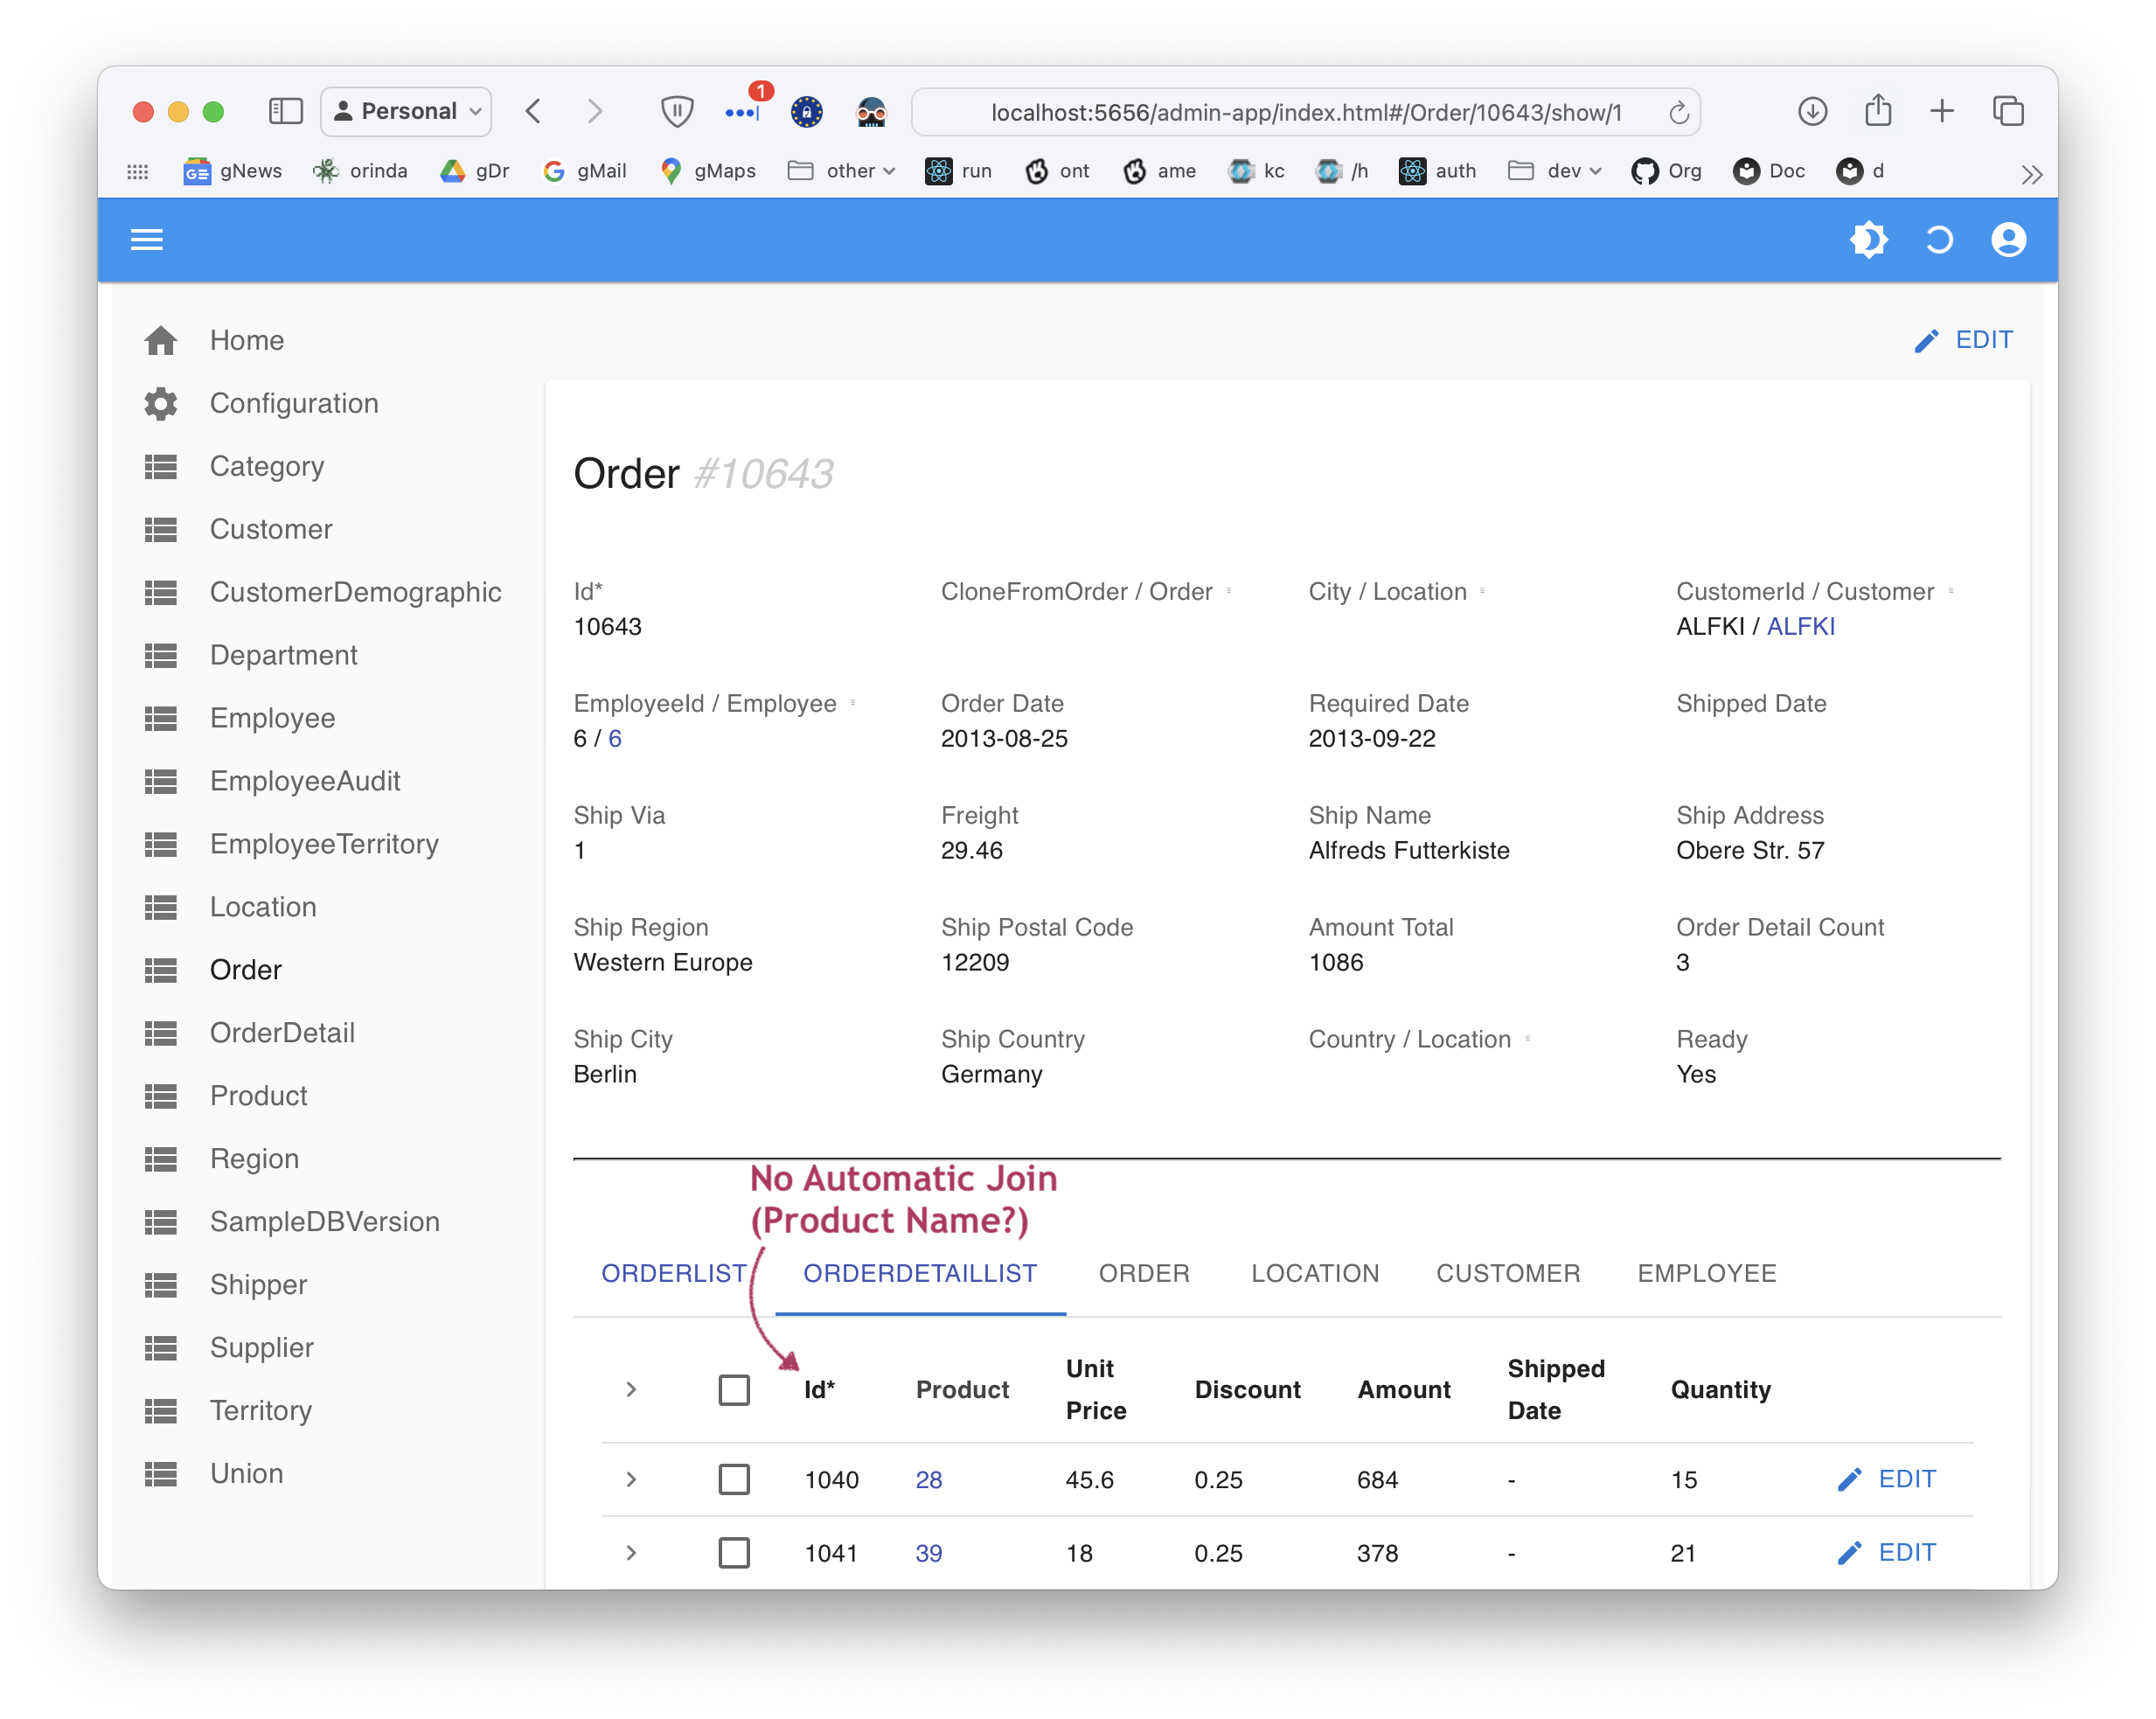 Personal
1
localhost:5656/admin-app/index.html#/Order/10643/show/1
gNews orinda gDr gMail gMaps other run ont ame kc /h auth dev Org Doc d
Home
EDIT
Configuration
Category
Customer
CustomerDemographic
Department
Employee
EmployeeAudit
EmployeeTerritory
Location
Order
OrderDetail
Product
Region
SampleDBVersion
Shipper
Supplier
Territory
Union
Order #10643
Id* CloneFromOrder / Order City / Location CustomerId / Customer
10643 ALFKI / ALFKI
EmployeeId / Employee Order Date Required Date Shipped Date
6 / 6 2013-08-25 2013-09-22
Ship Via Freight Ship Name Ship Address
1 29.46 Alfreds Futterkiste Obere Str. 57
Ship Region Ship Postal Code Amount Total Order Detail Count
Western Europe 12209 1086 3
Ship City Ship Country Country / Location Ready
Berlin Germany Yes
No Automatic Join
(Product Name?)
ORDERLIST ORDERDETAILLIST ORDER LOCATION CUSTOMER EMPLOYEE
Id* Product Unit Price Discount Amount Shipped Date Quantity
1040 28 45.6 0.25 684 - 15 EDIT
1041 39 18 0.25 378 - 21 EDIT